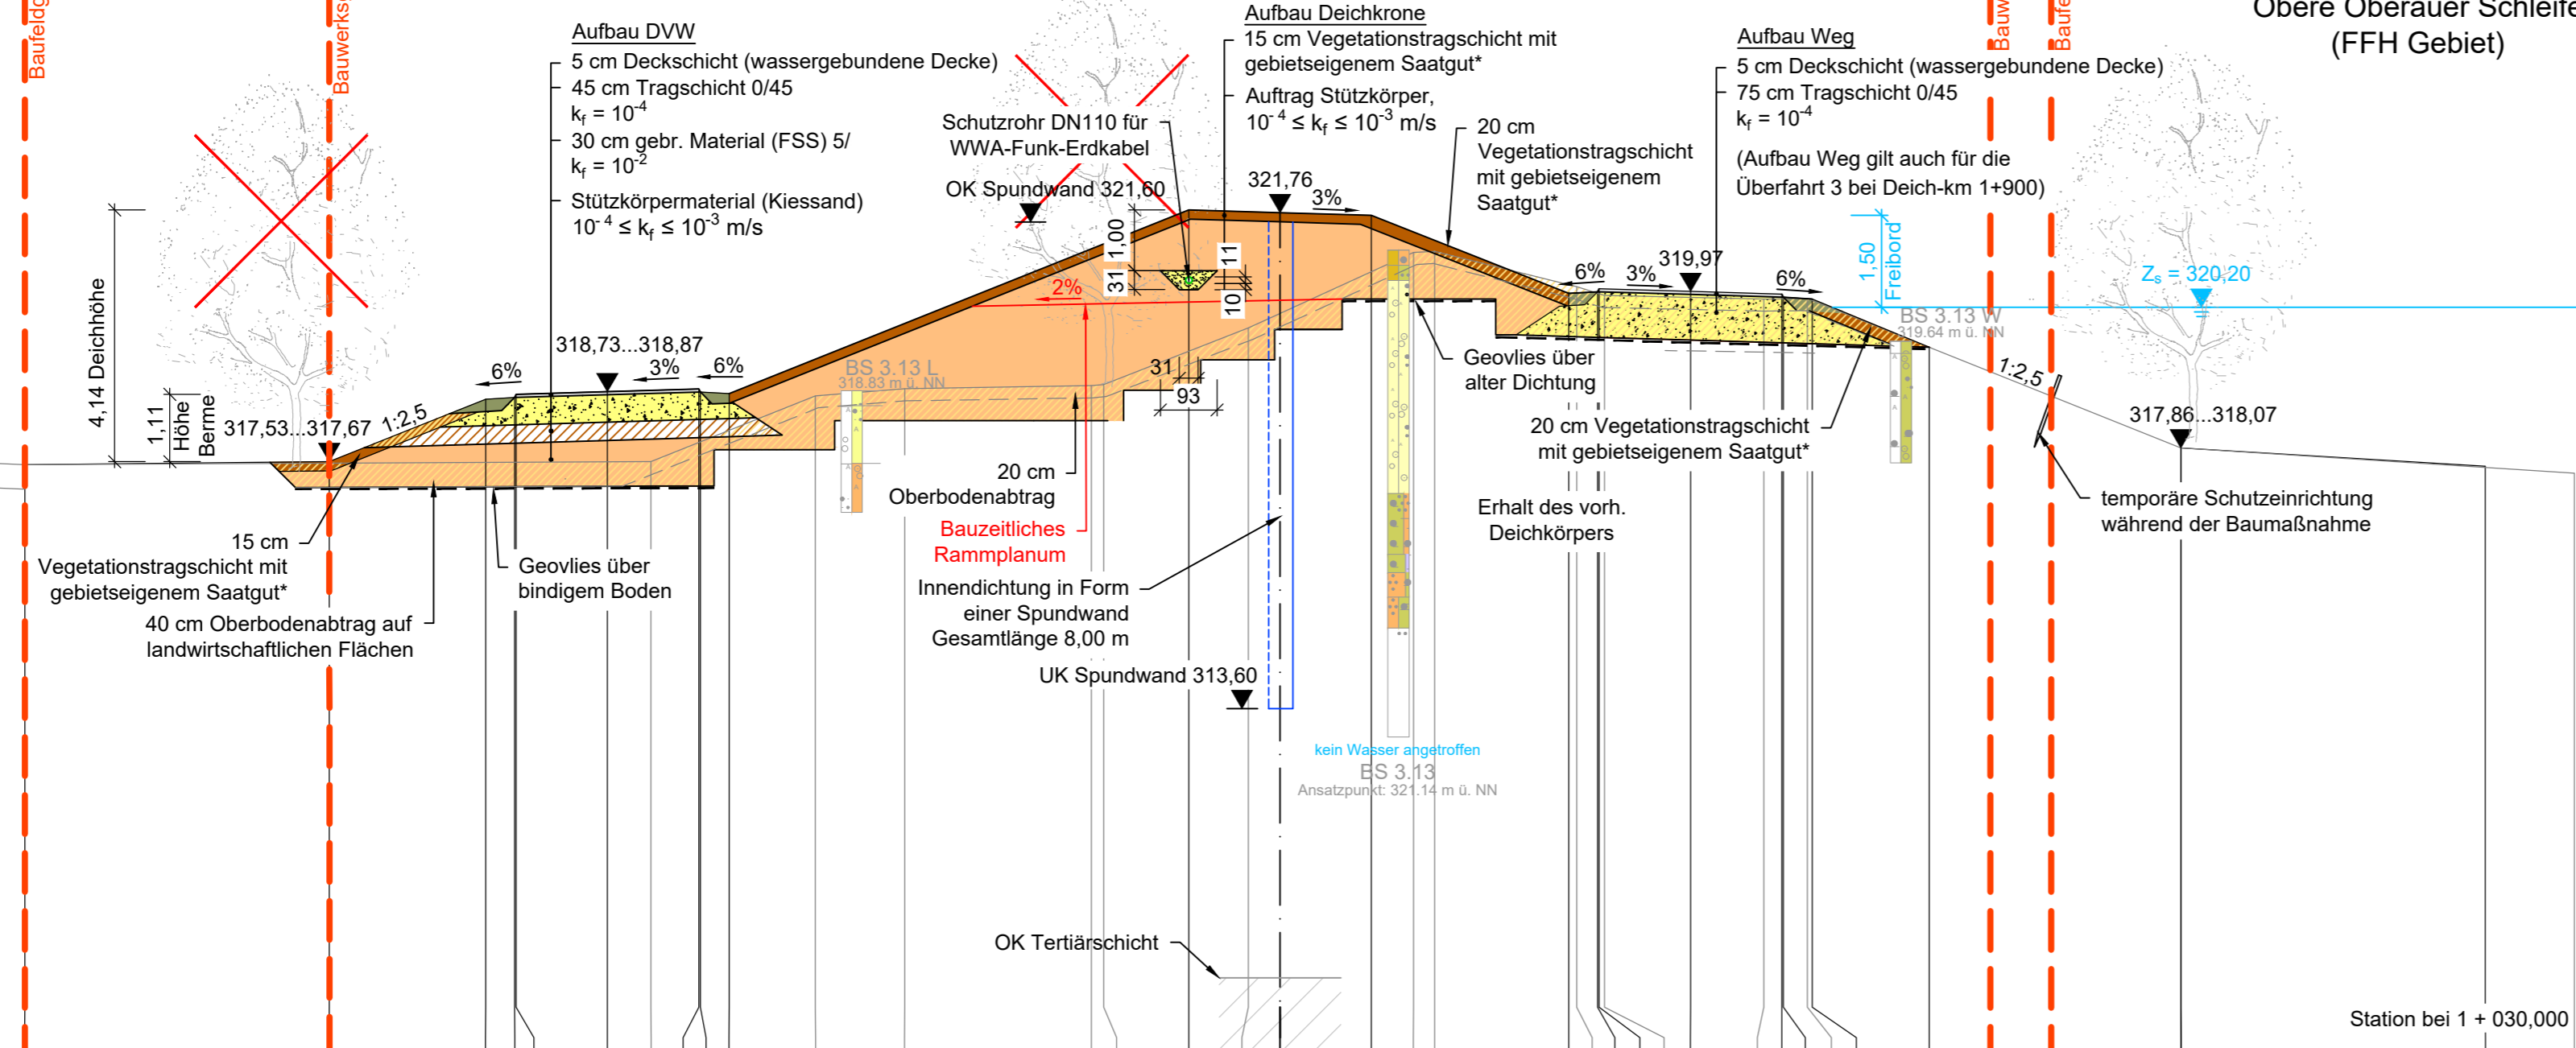 Obere Oberauer Schleife
(FFH Gebiet)
Aufbau DVW
5 cm Deckschicht (wassergebundene Decke)
45 cm Tragschicht 0/45
kf = 10-4
30 cm gebr. Material (FSS) 5/
kf = 10-2
Stützkörpermaterial (Kiessand)
10-4 ≤ kf ≤ 10-3 m/s
Aufbau Deichkrone
15 cm Vegetationstragschicht mit
gebietseigenem Saatgut*
Auftrag Stützkörper,
10-4 ≤ kf ≤ 10-3 m/s
Aufbau Weg
5 cm Deckschicht (wassergebundene Decke)
75 cm Tragschicht 0/45
kf = 10-4
(Aufbau Weg gilt auch für die
Überfahrt 3 bei Deich-km 1+900)
Schutzrohr DN110 für
WWA-Funk-Erdkabel
OK Spundwand 321,60
20 cm
Vegetationstragschicht
mit gebietseigenem
Saatgut*
321,76
3%
1,00
31
11
10
2%
6%
3%
319,97
6%
1,50
Freibord
Zs = 320,20
BS 3.13 W
319.64 m ü. NN
4,14 Deichhöhe
1,11
Höhe
Berme
317,53...317,67
1:2,5
6%
318,73...318,87
3%
6%
BS 3.13 L
318.83 m ü. NN
31
93
Geovlies über
alter Dichtung
1:2,5
317,86...318,07
20 cm Vegetationstragschicht
mit gebietseigenem Saatgut*
20 cm
Oberbodenabtrag
Bauzeitliches
Rammplanum
Erhalt des vorh.
Deichkörpers
temporäre Schutzeinrichtung
während der Baumaßnahme
15 cm
Vegetationstragschicht mit
gebietseigenem Saatgut*
Geovlies über
bindigem Boden
40 cm Oberbodenabtrag auf
landwirtschaftlichen Flächen
Innendichtung in Form
einer Spundwand
Gesamtlänge 8,00 m
UK Spundwand 313,60
kein Wasser angetroffen
BS 3.13
Ansatzpunkt: 321.14 m ü. NN
OK Tertiärschicht
Station bei 1 + 030,000